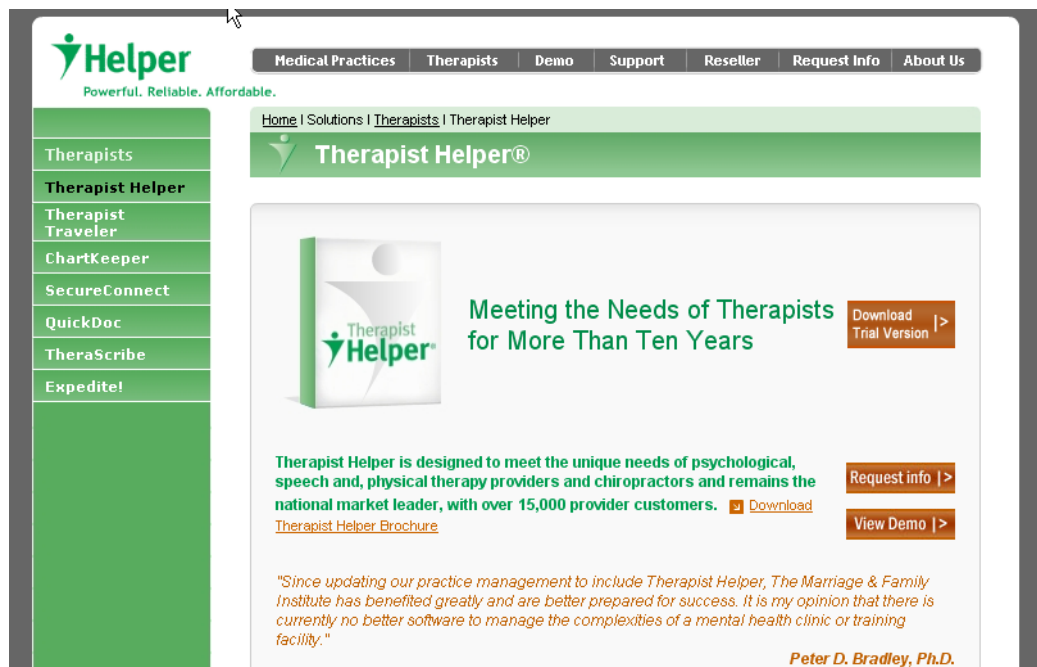 Helper
Powerful. Reliable. Affordable.
Medical Practices | Therapists | Demo | Support | Reseller | Request Info | About Us
Home I Solutions I Therapists I Therapist Helper
Therapist Helper®
Therapists
Therapist Helper
Therapist
Traveler
ChartKeeper
SecureConnect
QuickDoc
TheraScribe
Expedite!
Therapist
Helper®
Meeting the Needs of Therapists
for More Than Ten Years
Download
Trial Version |>
Therapist Helper is designed to meet the unique needs of psychological,
speech and, physical therapy providers and chiropractors and remains the
national market leader, with over 15,000 provider customers. Download
Therapist Helper Brochure
Request info |>
View Demo |>
"Since updating our practice management to include Therapist Helper, The Marriage & Family
Institute has benefited greatly and are better prepared for success. It is my opinion that there is
currently no better software to manage the complexities of a mental health clinic or training
facility."
Peter D. Bradley, Ph.D.